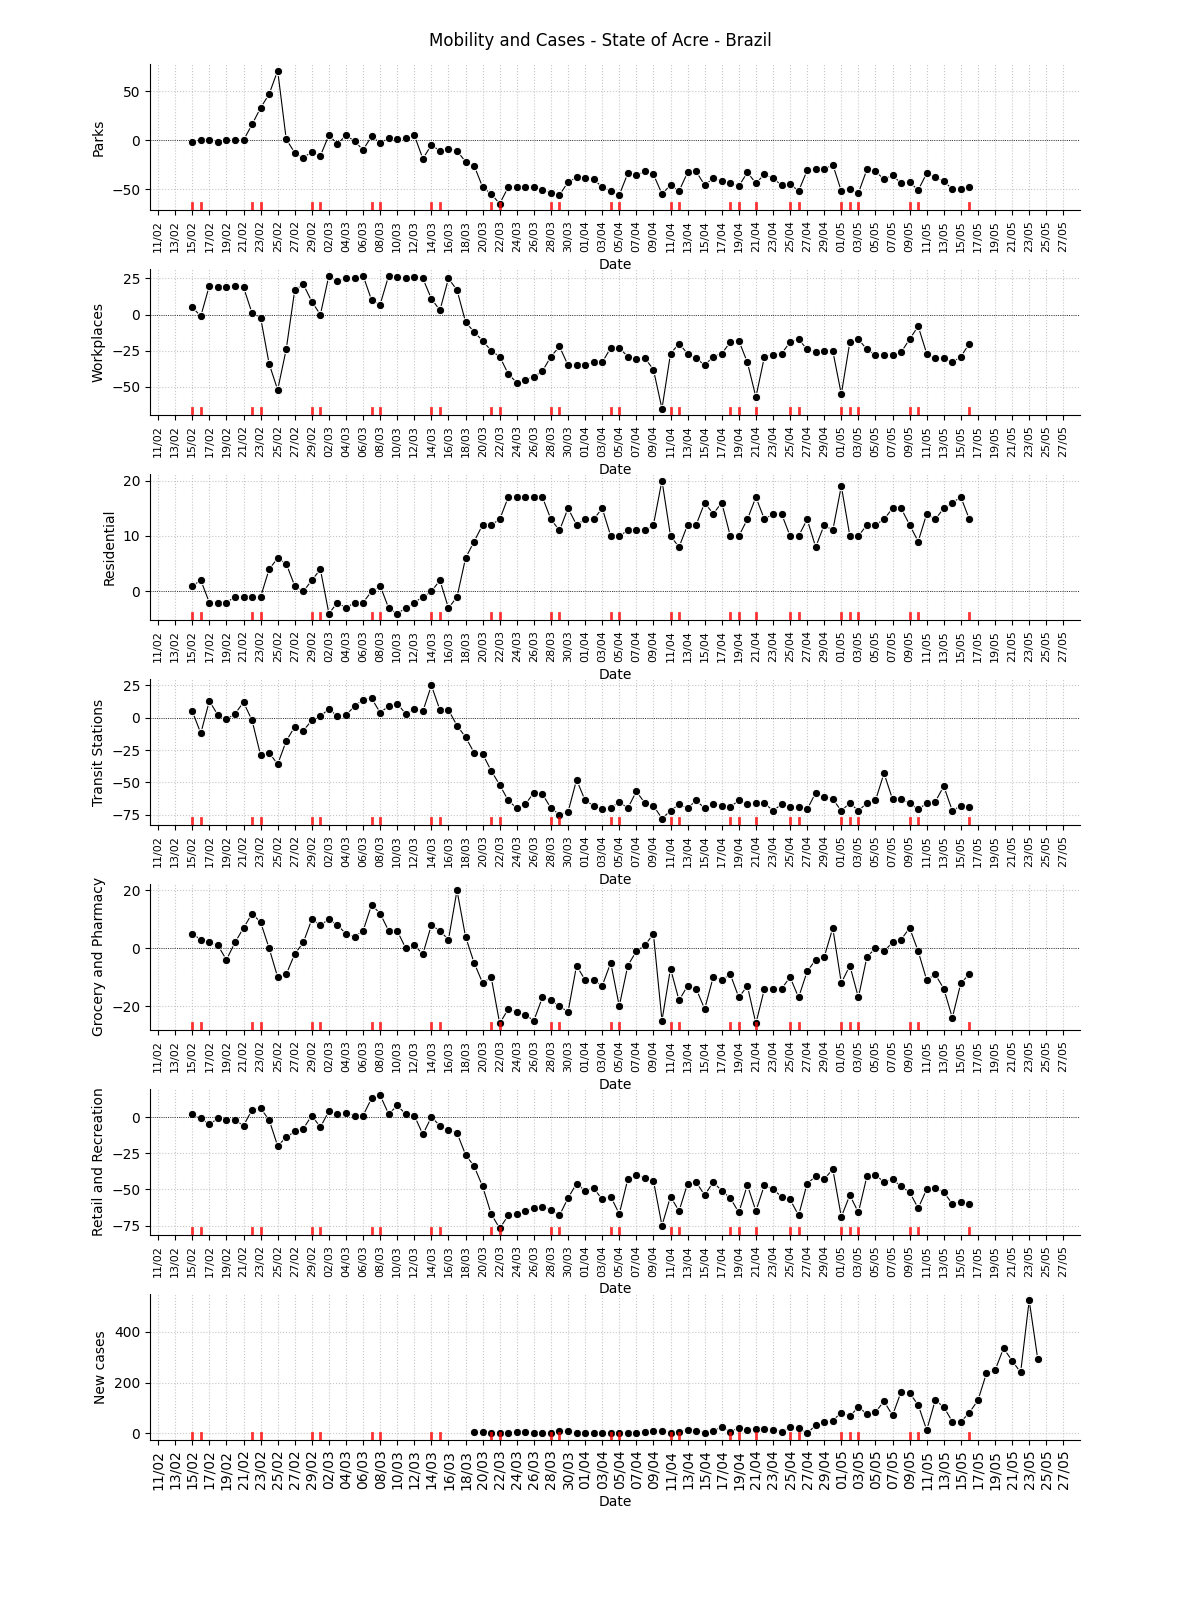 Mobility and Cases - State of Acre - Brazil
Parks
50
0
−50
11/02 13/02 15/02 17/02 19/02 21/02 23/02 25/02 27/02 29/02 02/03 04/03 06/03 08/03 10/03 12/03 14/03 16/03 18/03 20/03 22/03 24/03 26/03 28/03 30/03 01/04 03/04 05/04 07/04 09/04 11/04 13/04 15/04 17/04 19/04 21/04 23/04 25/04 27/04 29/04 01/05 03/05 05/05 07/05 09/05 11/05 13/05 15/05 17/05 19/05 21/05 23/05 25/05 27/05
Date
Workplaces
25
0
−25
−50
11/02 13/02 15/02 17/02 19/02 21/02 23/02 25/02 27/02 29/02 02/03 04/03 06/03 08/03 10/03 12/03 14/03 16/03 18/03 20/03 22/03 24/03 26/03 28/03 30/03 01/04 03/04 05/04 07/04 09/04 11/04 13/04 15/04 17/04 19/04 21/04 23/04 25/04 27/04 29/04 01/05 03/05 05/05 07/05 09/05 11/05 13/05 15/05 17/05 19/05 21/05 23/05 25/05 27/05
Date
Residential
20
10
0
11/02 13/02 15/02 17/02 19/02 21/02 23/02 25/02 27/02 29/02 02/03 04/03 06/03 08/03 10/03 12/03 14/03 16/03 18/03 20/03 22/03 24/03 26/03 28/03 30/03 01/04 03/04 05/04 07/04 09/04 11/04 13/04 15/04 17/04 19/04 21/04 23/04 25/04 27/04 29/04 01/05 03/05 05/05 07/05 09/05 11/05 13/05 15/05 17/05 19/05 21/05 23/05 25/05 27/05
Date
Transit Stations
25
0
−25
−50
−75
11/02 13/02 15/02 17/02 19/02 21/02 23/02 25/02 27/02 29/02 02/03 04/03 06/03 08/03 10/03 12/03 14/03 16/03 18/03 20/03 22/03 24/03 26/03 28/03 30/03 01/04 03/04 05/04 07/04 09/04 11/04 13/04 15/04 17/04 19/04 21/04 23/04 25/04 27/04 29/04 01/05 03/05 05/05 07/05 09/05 11/05 13/05 15/05 17/05 19/05 21/05 23/05 25/05 27/05
Date
Grocery and Pharmacy
20
0
−20
11/02 13/02 15/02 17/02 19/02 21/02 23/02 25/02 27/02 29/02 02/03 04/03 06/03 08/03 10/03 12/03 14/03 16/03 18/03 20/03 22/03 24/03 26/03 28/03 30/03 01/04 03/04 05/04 07/04 09/04 11/04 13/04 15/04 17/04 19/04 21/04 23/04 25/04 27/04 29/04 01/05 03/05 05/05 07/05 09/05 11/05 13/05 15/05 17/05 19/05 21/05 23/05 25/05 27/05
Date
Retail and Recreation
0
−25
−50
−75
11/02 13/02 15/02 17/02 19/02 21/02 23/02 25/02 27/02 29/02 02/03 04/03 06/03 08/03 10/03 12/03 14/03 16/03 18/03 20/03 22/03 24/03 26/03 28/03 30/03 01/04 03/04 05/04 07/04 09/04 11/04 13/04 15/04 17/04 19/04 21/04 23/04 25/04 27/04 29/04 01/05 03/05 05/05 07/05 09/05 11/05 13/05 15/05 17/05 19/05 21/05 23/05 25/05 27/05
Date
New cases
400
200
0
11/02 13/02 15/02 17/02 19/02 21/02 23/02 25/02 27/02 29/02 02/03 04/03 06/03 08/03 10/03 12/03 14/03 16/03 18/03 20/03 22/03 24/03 26/03 28/03 30/03 01/04 03/04 05/04 07/04 09/04 11/04 13/04 15/04 17/04 19/04 21/04 23/04 25/04 27/04 29/04 01/05 03/05 05/05 07/05 09/05 11/05 13/05 15/05 17/05 19/05 21/05 23/05 25/05 27/05
Date